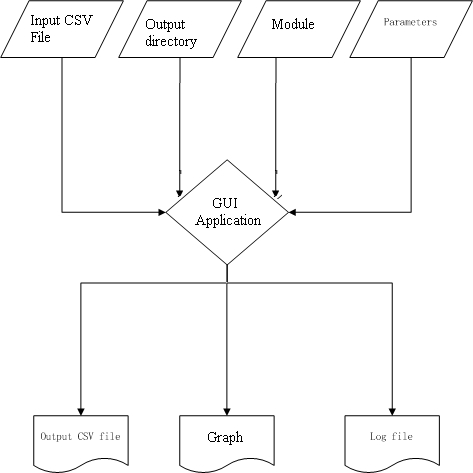 Input CSV
File
Output
directory
Module
Parameters
GUI
Application
Output CSV file
Graph
Log file